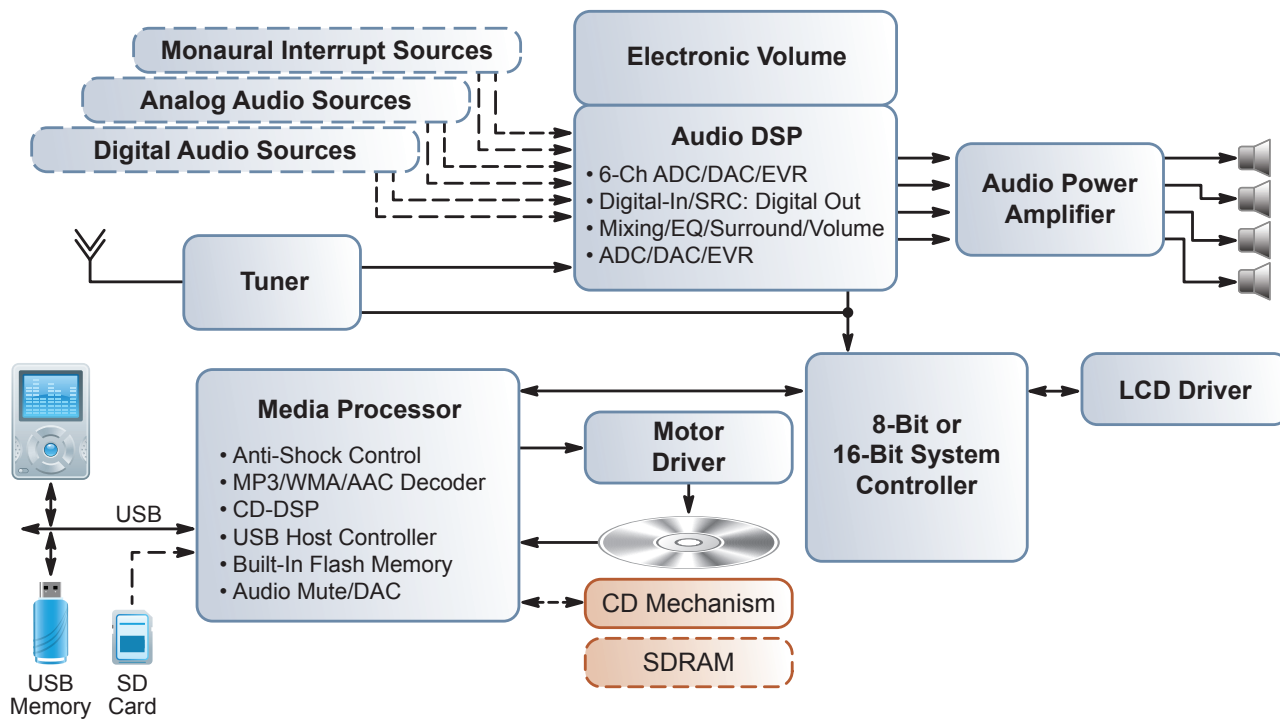 Monaural Interrupt Sources
Analog Audio Sources
Digital Audio Sources
Electronic Volume
Audio DSP
• 6-Ch ADC/DAC/EVR
• Digital-In/SRC: Digital Out
• Mixing/EQ/Surround/Volume
• ADC/DAC/EVR
Audio Power
Amplifier
Tuner
Media Processor
• Anti-Shock Control
• MP3/WMA/AAC Decoder
• CD-DSP
• USB Host Controller
• Built-In Flash Memory
• Audio Mute/DAC
Motor
Driver
8-Bit or
16-Bit System
Controller
LCD Driver
USB
CD Mechanism
SDRAM
USB
Memory
SD
Card